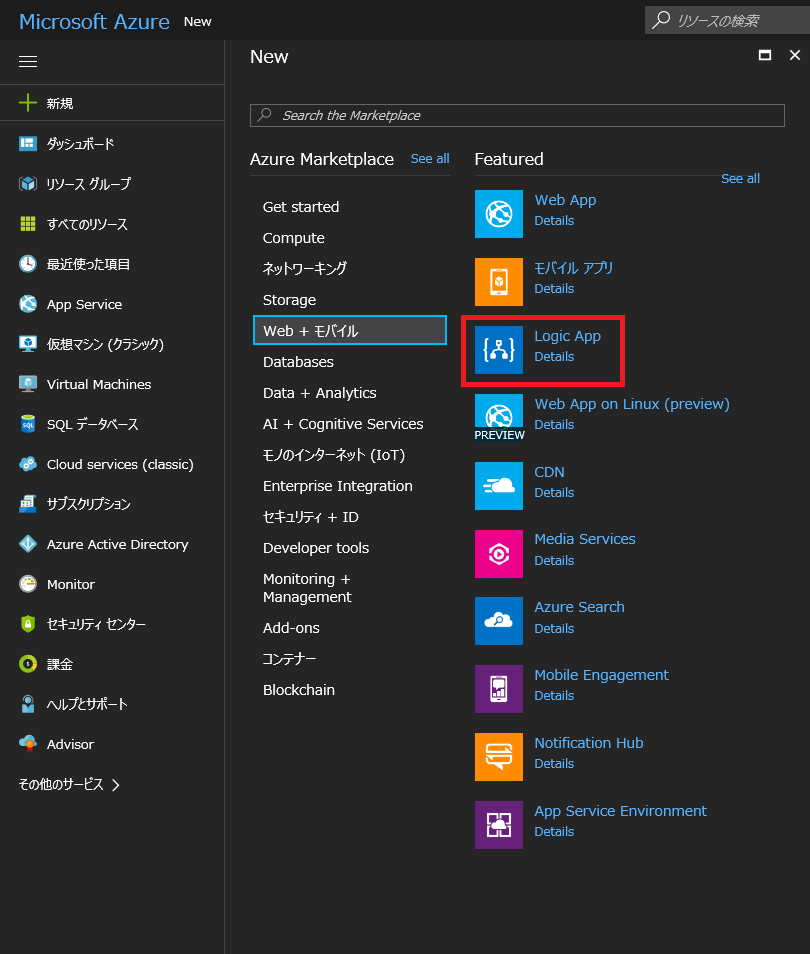 Microsoft Azure New
リソースの検索
新規
ダッシュボード
リソース グループ
すべてのリソース
最近使った項目
App Service
仮想マシン (クラシック)
Virtual Machines
SQL データベース
Cloud services (classic)
サブスクリプション
Azure Active Directory
Monitor
セキュリティ センター
課金
ヘルプとサポート
Advisor
その他のサービス
New
Search the Marketplace
Azure Marketplace See all
Get started
Compute
ネットワーキング
Storage
Web + モバイル
Databases
Data + Analytics
AI + Cognitive Services
モノのインターネット (IoT)
Enterprise Integration
セキュリティ + ID
Developer tools
Monitoring +
Management
Add-ons
コンテナー
Blockchain
Featured
See all
Web App
Details
モバイル アプリ
Details
Logic App
Details
Web App on Linux (preview)
PREVIEW
Details
CDN
Details
Media Services
Details
Azure Search
Details
Mobile Engagement
Details
Notification Hub
Details
App Service Environment
Details